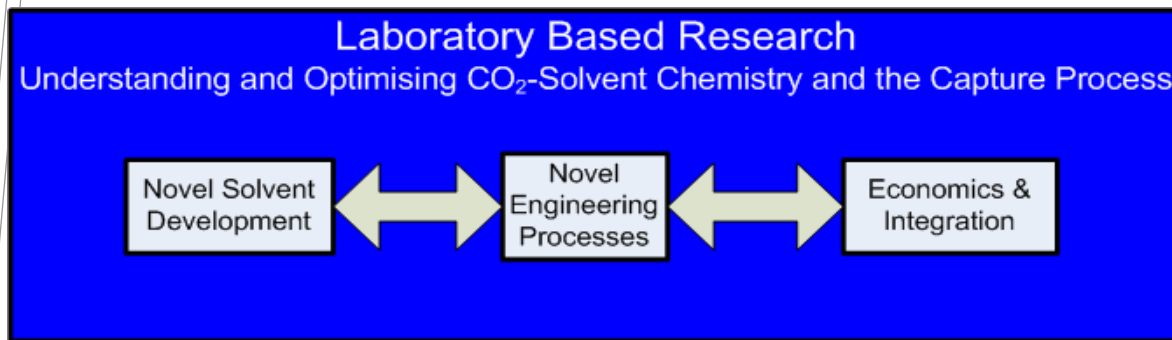 Laboratory Based Research
Understanding and Optimising CO₂-Solvent Chemistry and the Capture Process
Novel Solvent
Development
Novel
Engineering
Processes
Economics &
Integration